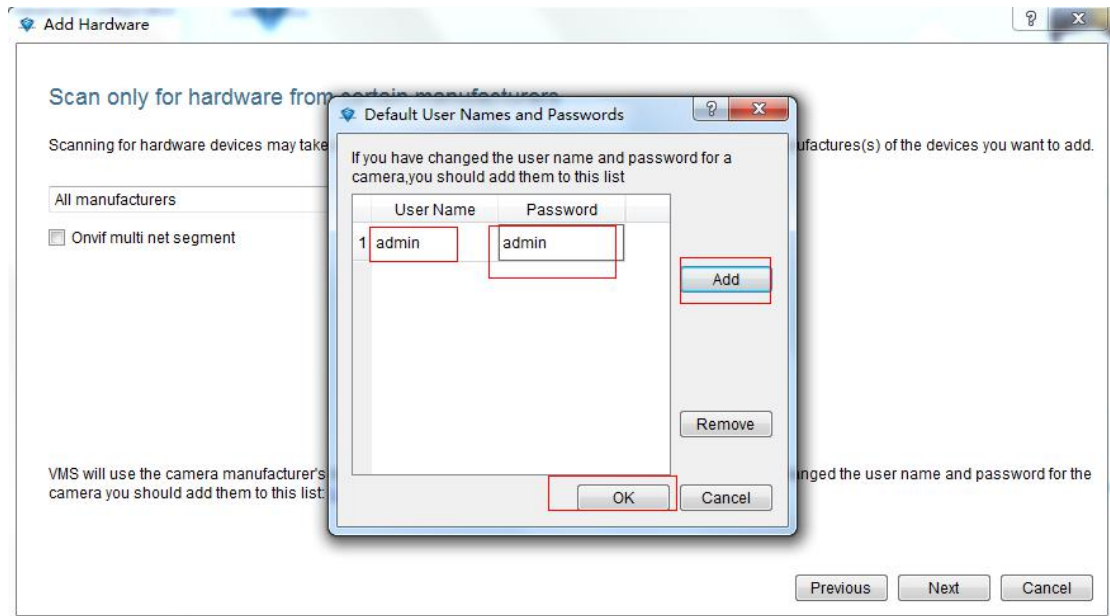 Add Hardware
Scan only for hardware from certain manufacturers
Scanning for hardware devices may take
ufactures(s) of the devices you want to add.
All manufacturers
Onvif multi net segment
Default User Names and Passwords
If you have changed the user name and password for a
camera,you should add them to this list
User Name Password
1 admin admin
Add
Remove
OK Cancel
VMS will use the camera manufacturer's
anged the user name and password for the
camera you should add them to this list:
Previous Next Cancel